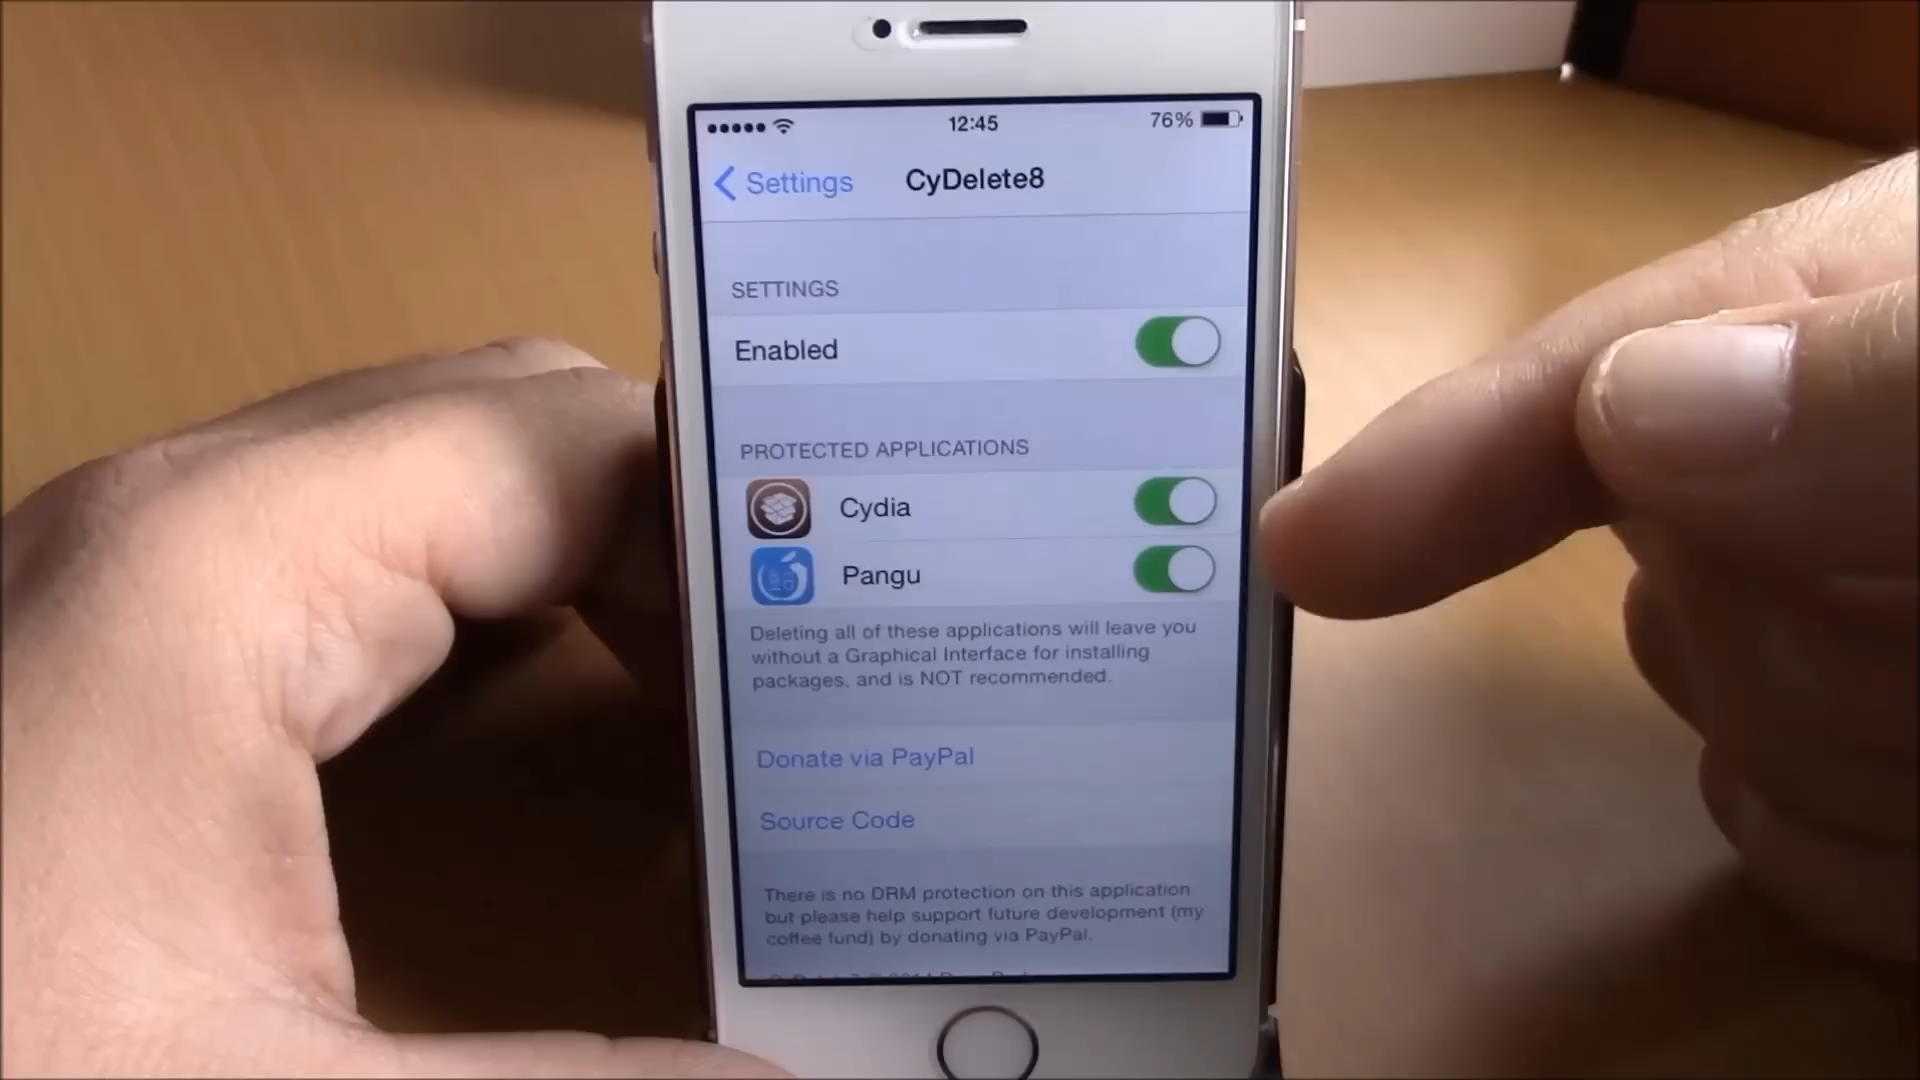 12:45
76%
Settings
CyDelete8
SETTINGS
Enabled
PROTECTED APPLICATIONS
Cydia
Pangu
Deleting all of these applications will leave you
without a Graphical Interface for installing
packages, and is NOT recommended.
Donate via PayPal
Source Code
There is no DRM protection on this application
but please help support future development (my
coffee fund) by donating via PayPal.